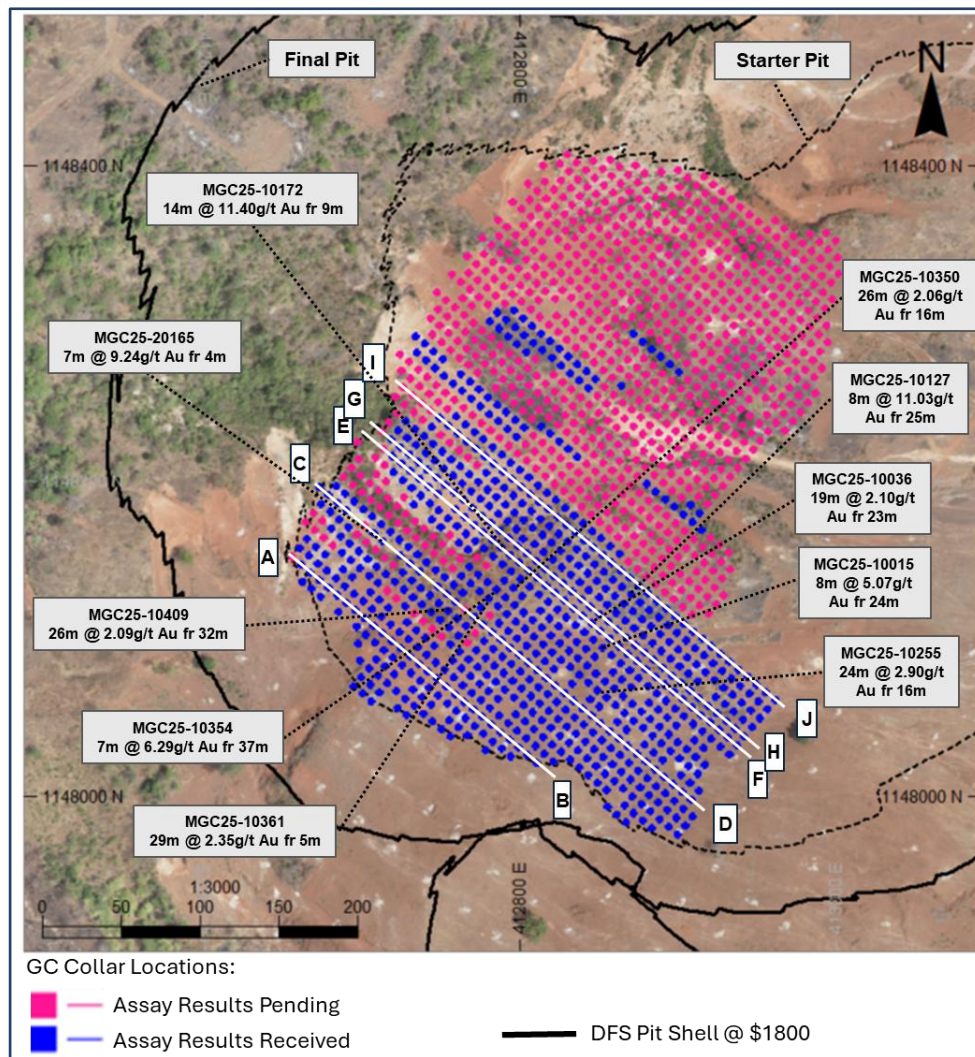 412800 E
Final Pit
Starter Pit
N
1148400 N
1148400 N
MGC25-10172
14m @ 11.40g/t Au fr 9m
MGC25-10350
26m @ 2.06g/t
Au fr 16m
MGC25-20165
7m @ 9.24g/t Au fr 4m
I
G
E
C
A
MGC25-10127
8m @ 11.03g/t
Au fr 25m
MGC25-10036
19m @ 2.10g/t
Au fr 23m
MGC25-10015
8m @ 5.07g/t
Au fr 24m
MGC25-10409
26m @ 2.09g/t Au fr 32m
MGC25-10255
24m @ 2.90g/t
Au fr 16m
MGC25-10354
7m @ 6.29g/t Au fr 37m
J
H
F
B
D
1148000 N
1148000 N
MGC25-10361
29m @ 2.35g/t Au fr 5m
412800 E
1:3000
0 50 100 150 200
GC Collar Locations:
Assay Results Pending
Assay Results Received
DFS Pit Shell @ $1800